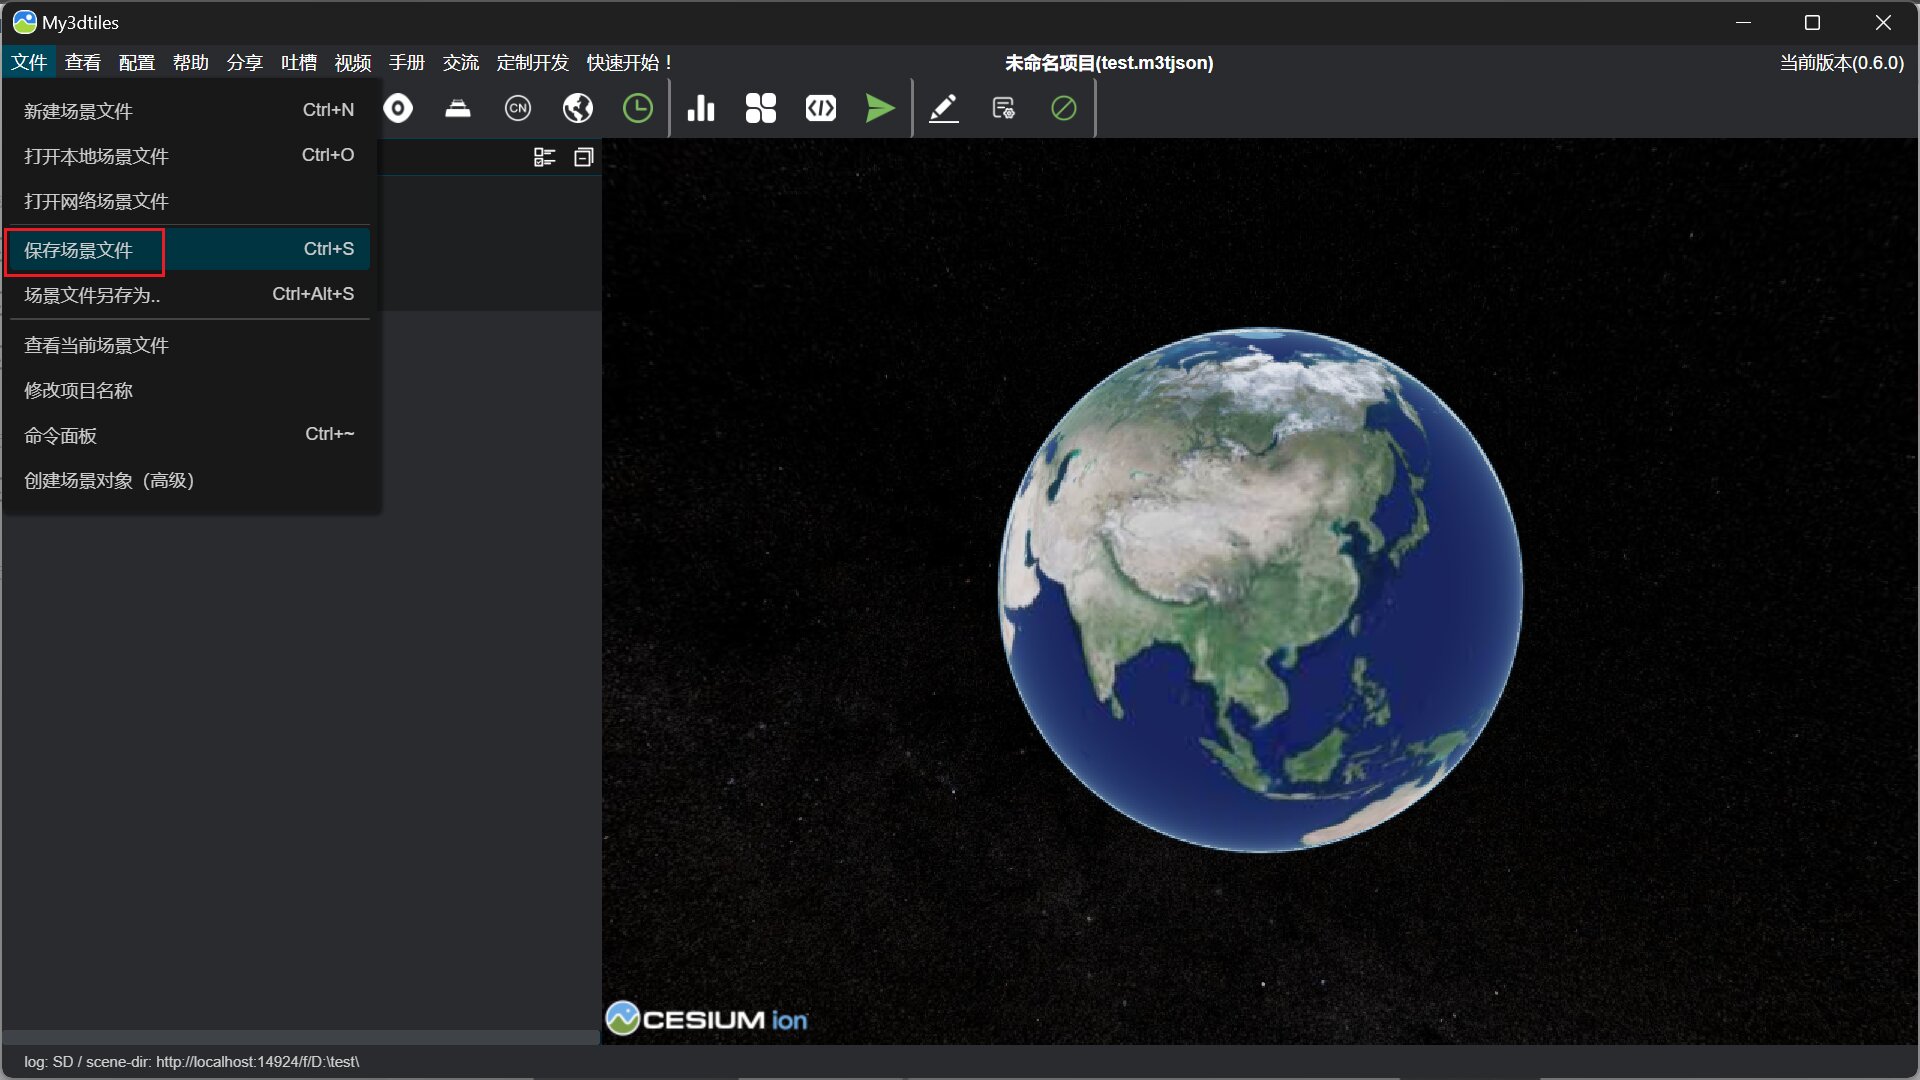 My3dtiles
文件 查看 配置 帮助 分享 吐槽 视频 手册 交流 定制开发 快速开始！ 未命名项目(test.m3tjson) 当前版本(0.6.0)
CN
新建场景文件 Ctrl+N
打开本地场景文件 Ctrl+O
打开网络场景文件
保存场景文件 Ctrl+S
场景文件另存为.. Ctrl+Alt+S
查看当前场景文件
修改项目名称
命令面板 Ctrl+~
创建场景对象（高级）
CESIUM ion
log: SD / scene-dir: http://localhost:14924/f/D:\test\